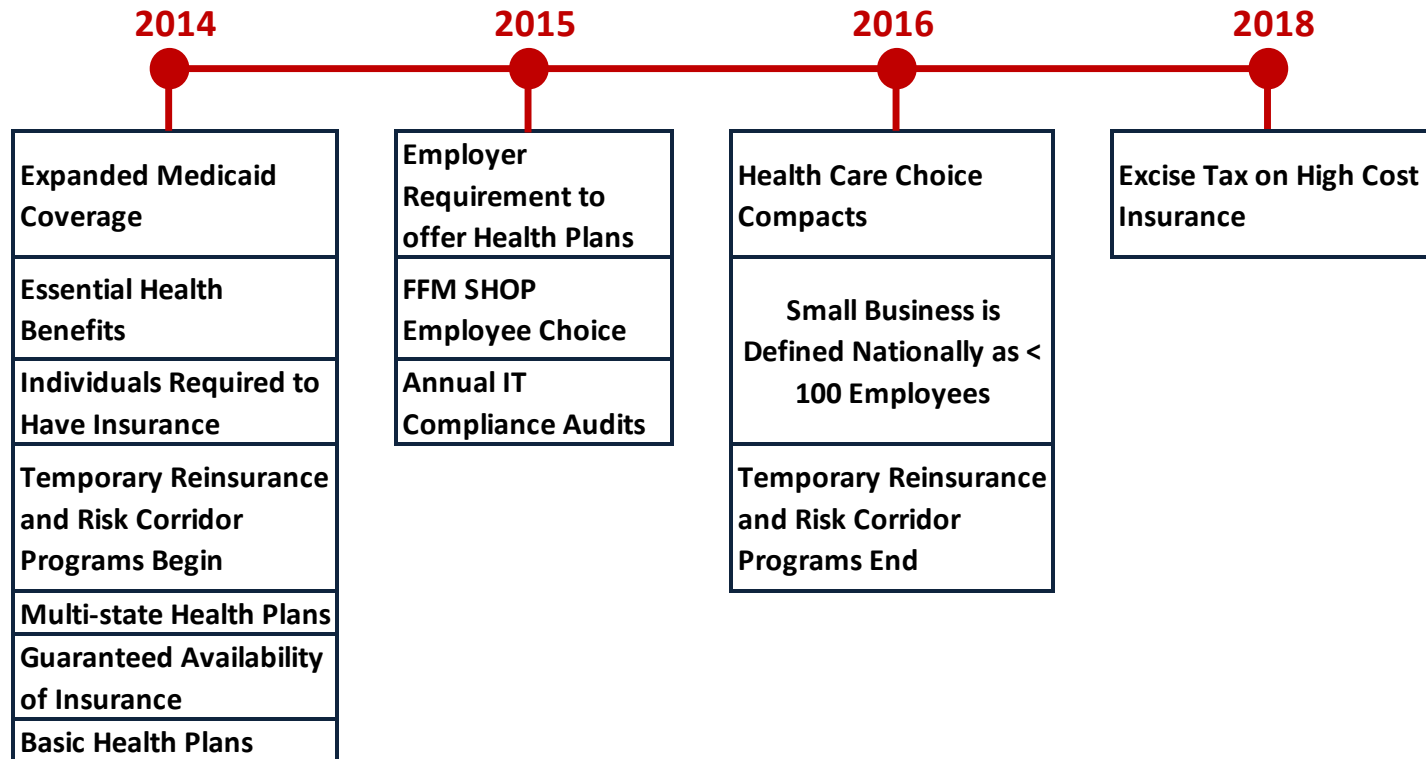 2014
2015
2016
2018
Expanded Medicaid
Coverage
Essential Health
Benefits
Individuals Required to
Have Insurance
Temporary Reinsurance
and Risk Corridor
Programs Begin
Multi-state Health Plans
Guaranteed Availability
of Insurance
Basic Health Plans
Employer
Requirement to
offer Health Plans
FFM SHOP
Employee Choice
Annual IT
Compliance Audits
Health Care Choice
Compacts
Small Business is
Defined Nationally as <
100 Employees
Temporary Reinsurance
and Risk Corridor
Programs End
Excise Tax on High Cost
Insurance